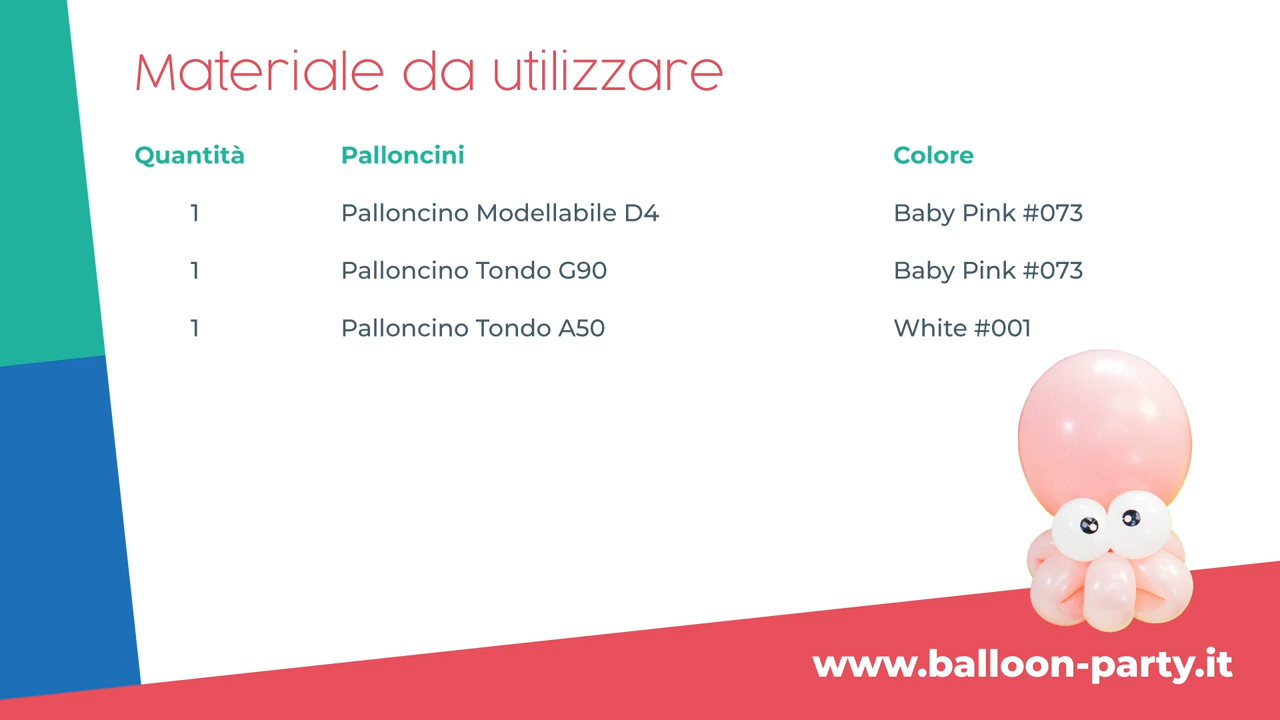 Materiale da utilizzare
Quantità Palloncini Colore
1 Palloncino Modellabile D4 Baby Pink #073
1 Palloncino Tondo G90 Baby Pink #073
1 Palloncino Tondo A50 White #001
www.balloon-party.it